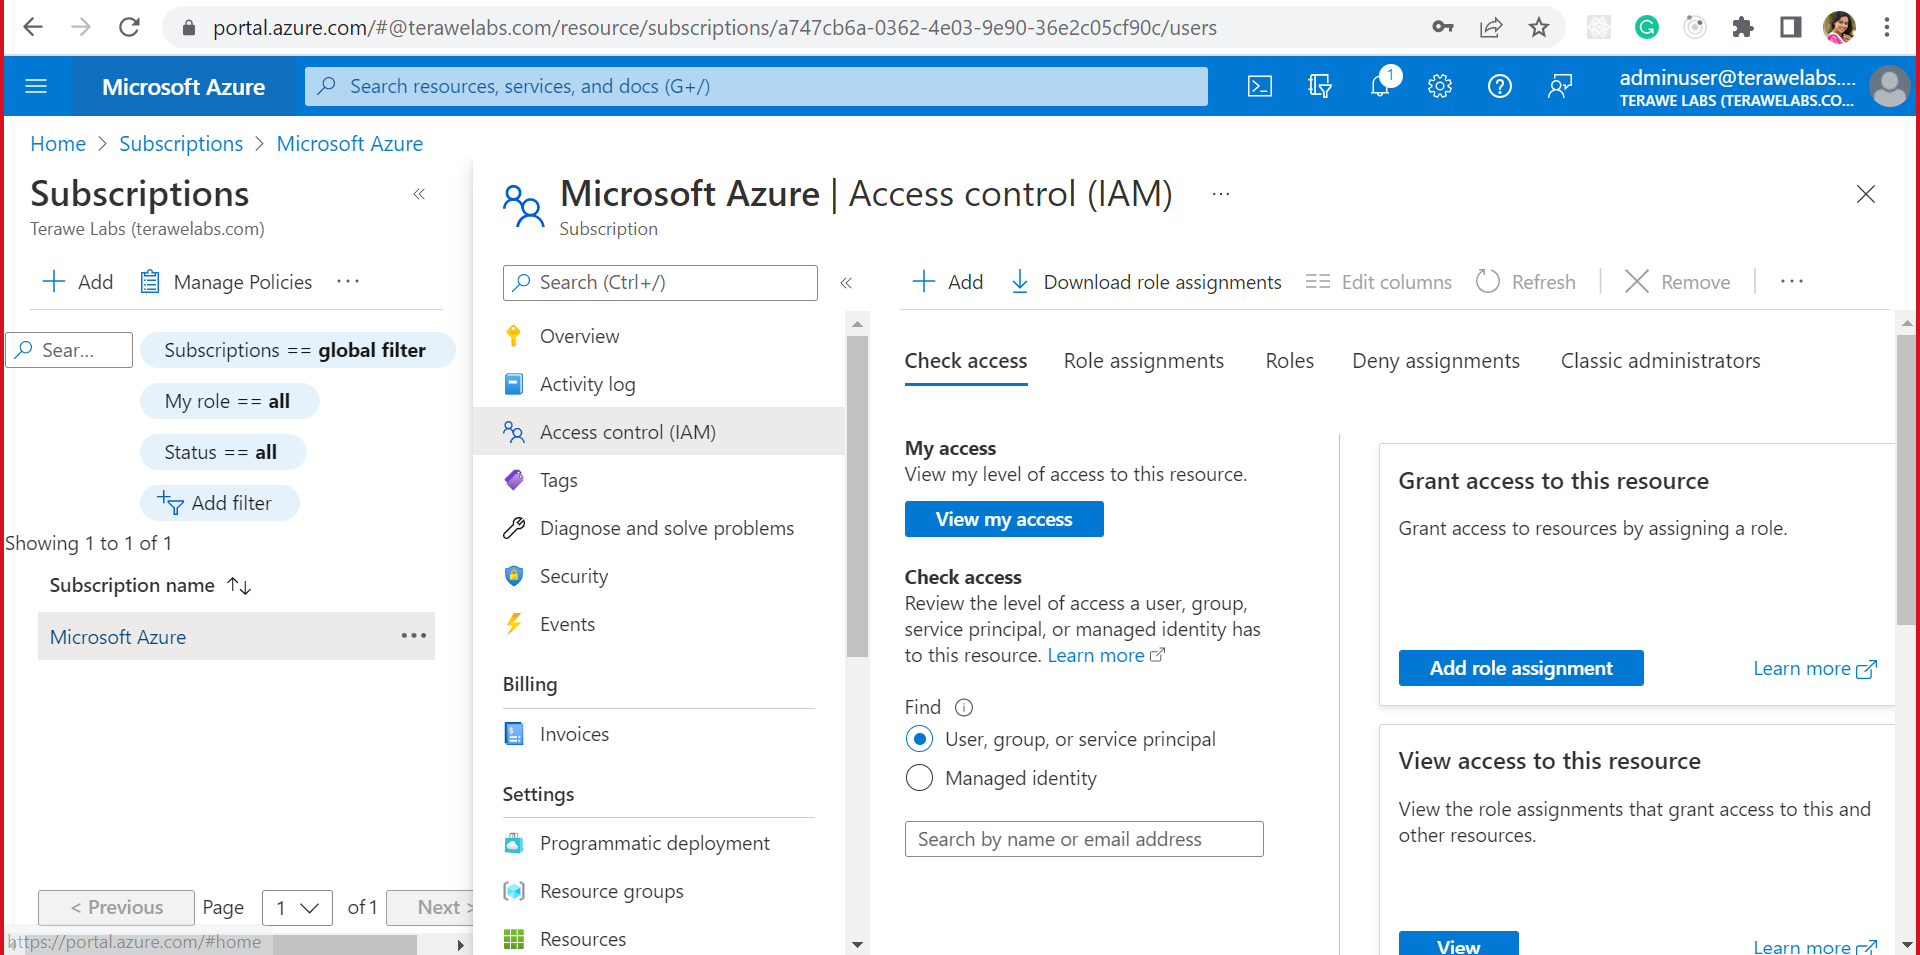 portal.azure.com/#@terawelabs.com/resource/subscriptions/a747cb6a-0362-4e03-9e90-36e2c05cf90c/users
Microsoft Azure
Search resources, services, and docs (G+/)
1
adminuser@terawelabs....
TERAWE LABS (TERAWELABS.CO...
Home > Subscriptions > Microsoft Azure
Subscriptions
Terawe Labs (terawelabs.com)
+ Add
Manage Policies
...
Sear...
Subscriptions == global filter
My role == all
Status == all
Add filter
Showing 1 to 1 of 1
Subscription name
Microsoft Azure
...
< Previous
Page
1
of 1
Next >
https://portal.azure.com/#home
Microsoft Azure | Access control (IAM)
...
Subscription
Search (Ctrl+/)
Overview
Activity log
Access control (IAM)
Tags
Diagnose and solve problems
Security
Events
Billing
Invoices
Settings
Programmatic deployment
Resource groups
Resources
+ Add
Download role assignments
Edit columns
Refresh
Remove
...
Check access
Role assignments
Roles
Deny assignments
Classic administrators
My access
View my level of access to this resource.
View my access
Check access
Review the level of access a user, group,
service principal, or managed identity has
to this resource. Learn more
Find
User, group, or service principal
Managed identity
Search by name or email address
Grant access to this resource
Grant access to resources by assigning a role.
Add role assignment
Learn more
View access to this resource
View the role assignments that grant access to this and
other resources.
View
Learn more